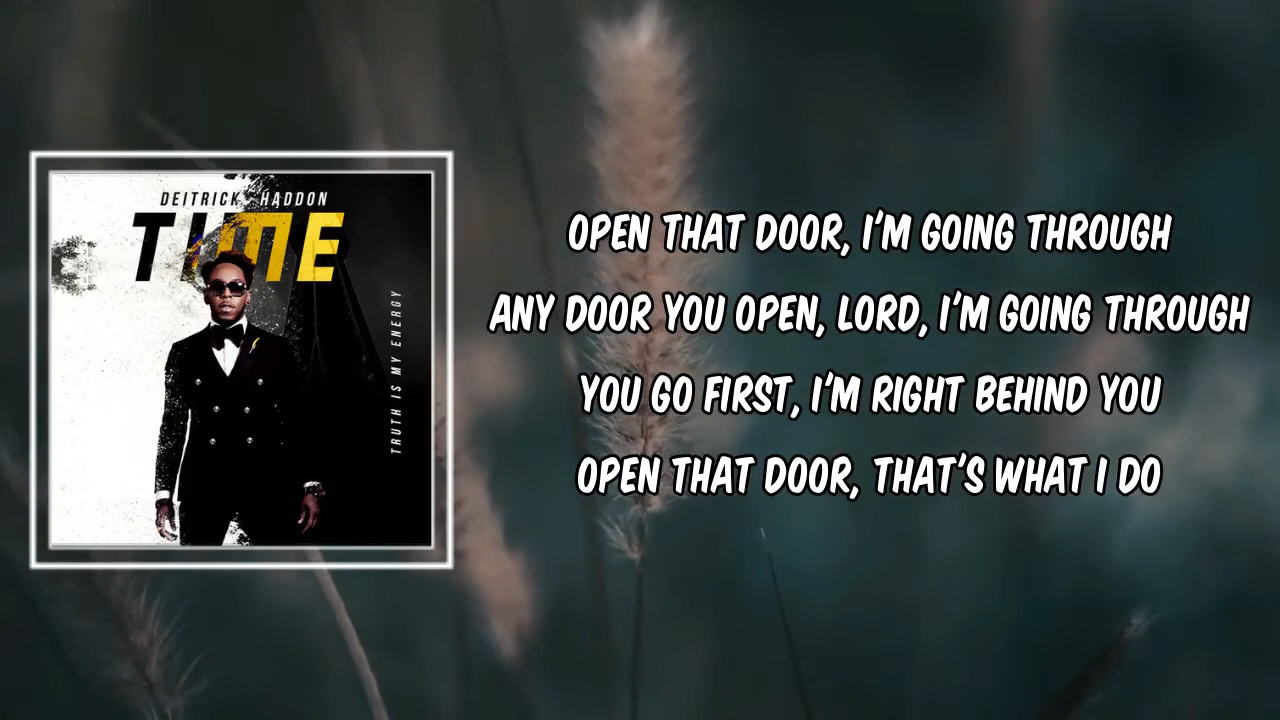 DEITRICK HADDON
TIME
TRUTH IS MY ENERGY
OPEN THAT DOOR, I'M GOING THROUGH
ANY DOOR YOU OPEN, LORD, I'M GOING THROUGH
YOU GO FIRST, I'M RIGHT BEHIND YOU
OPEN THAT DOOR, THAT'S WHAT I DO